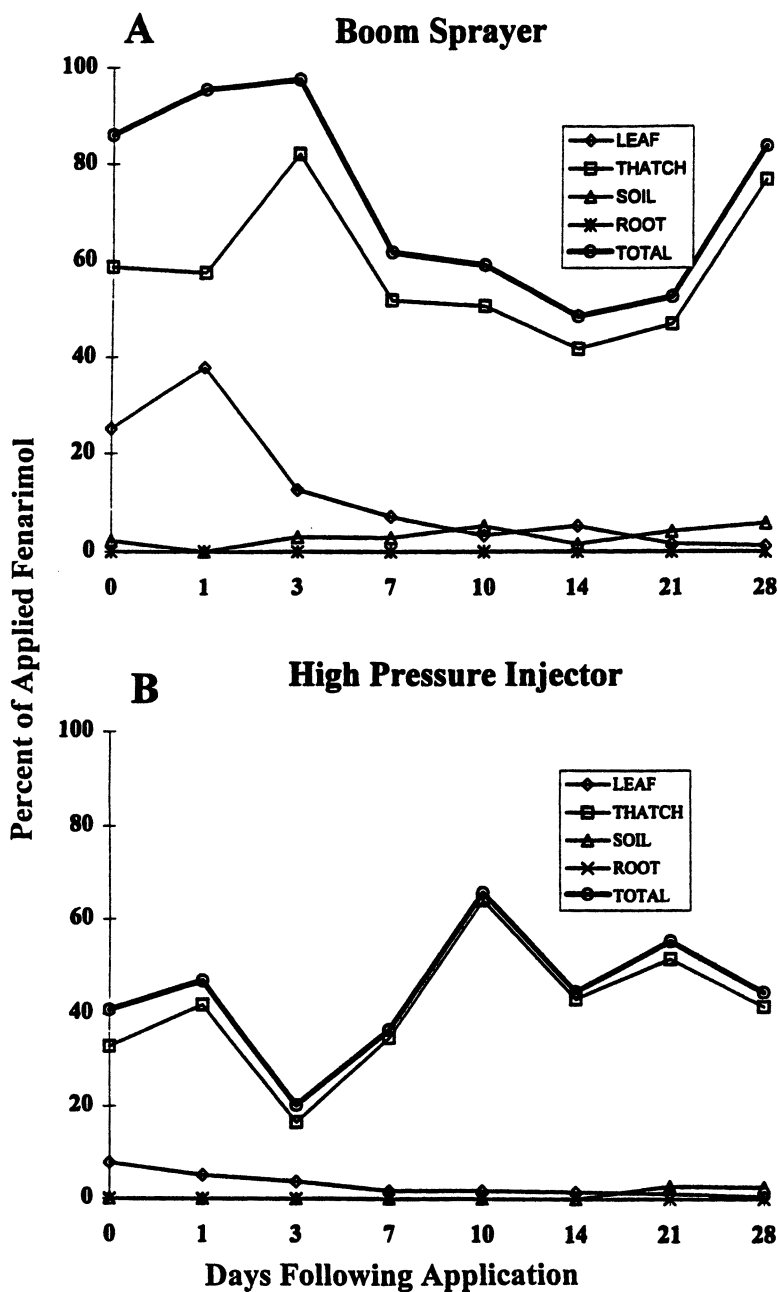 A
Boom Sprayer
100
80
60
40
20
0
LEAF
THATCH
SOIL
ROOT
TOTAL
0 1 3 7 10 14 21 28
Percent of Applied Fenarimol
B
High Pressure Injector
100
80
60
40
20
0
LEAF
THATCH
SOIL
ROOT
TOTAL
0 1 3 7 10 14 21 28
Days Following Application